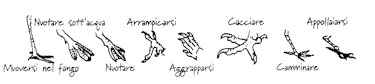 Nuotare sott'acqua
Arrampicarsi
Cacciare
Appollaiarsi
Muoversi nel fango
Nuotare
Aggrapparsi
Camminare